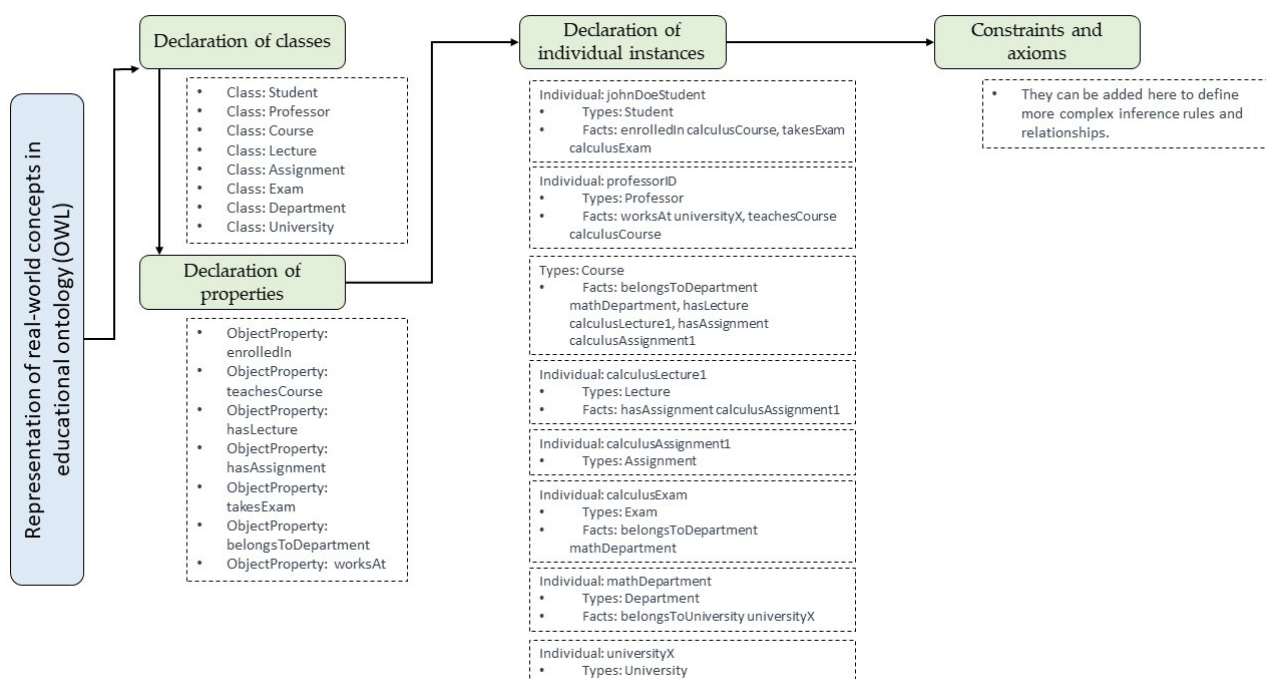 Representation of real-world concepts in
educational ontology (OWL)
Declaration of classes
• Class: Student
• Class: Professor
• Class: Course
• Class: Lecture
• Class: Assignment
• Class: Exam
• Class: Department
• Class: University
Declaration of
properties
• ObjectProperty:
enrolledIn
• ObjectProperty:
teachesCourse
• ObjectProperty:
hasLecture
• ObjectProperty:
hasAssignment
• ObjectProperty:
takesExam
• ObjectProperty:
belongsToDepartment
• ObjectProperty: worksAt
Declaration of
individual instances
Individual: johnDoeStudent
• Types: Student
• Facts: enrolledIn calculusCourse, takesExam
calculusExam
Individual: professorID
• Types: Professor
• Facts: worksAt universityX, teachesCourse
calculusCourse
Types: Course
• Facts: belongsToDepartment
mathDepartment, hasLecture
calculusLecture1, hasAssignment
calculusAssignment1
Individual: calculusLecture1
• Types: Lecture
• Facts: hasAssignment calculusAssignment1
Individual: calculusAssignment1
• Types: Assignment
Individual: calculusExam
• Types: Exam
• Facts: belongsToDepartment
mathDepartment
Individual: mathDepartment
• Types: Department
• Facts: belongsToUniversity universityX
Individual: universityX
• Types: University
Constraints and
axioms
• They can be added here to define
more complex inference rules and
relationships.